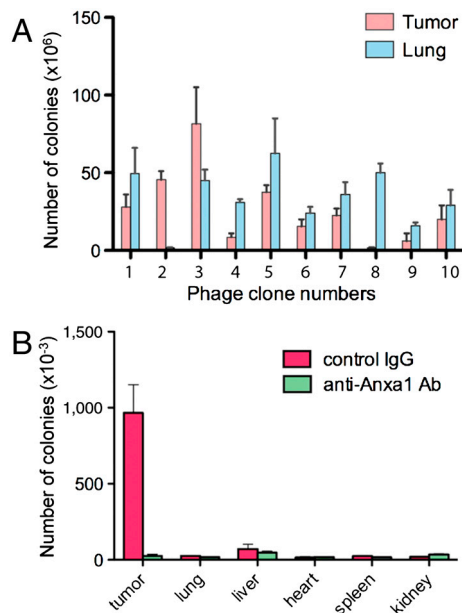 A
Number of colonies (x10⁶)
150
100
50
0
Tumor
Lung
1 2 3 4 5 6 7 8 9 10
Phage clone numbers
B
Number of colonies (x10⁻³)
1,500
1,000
500
0
control IgG
anti-Anxa1 Ab
tumor lung liver heart spleen kidney